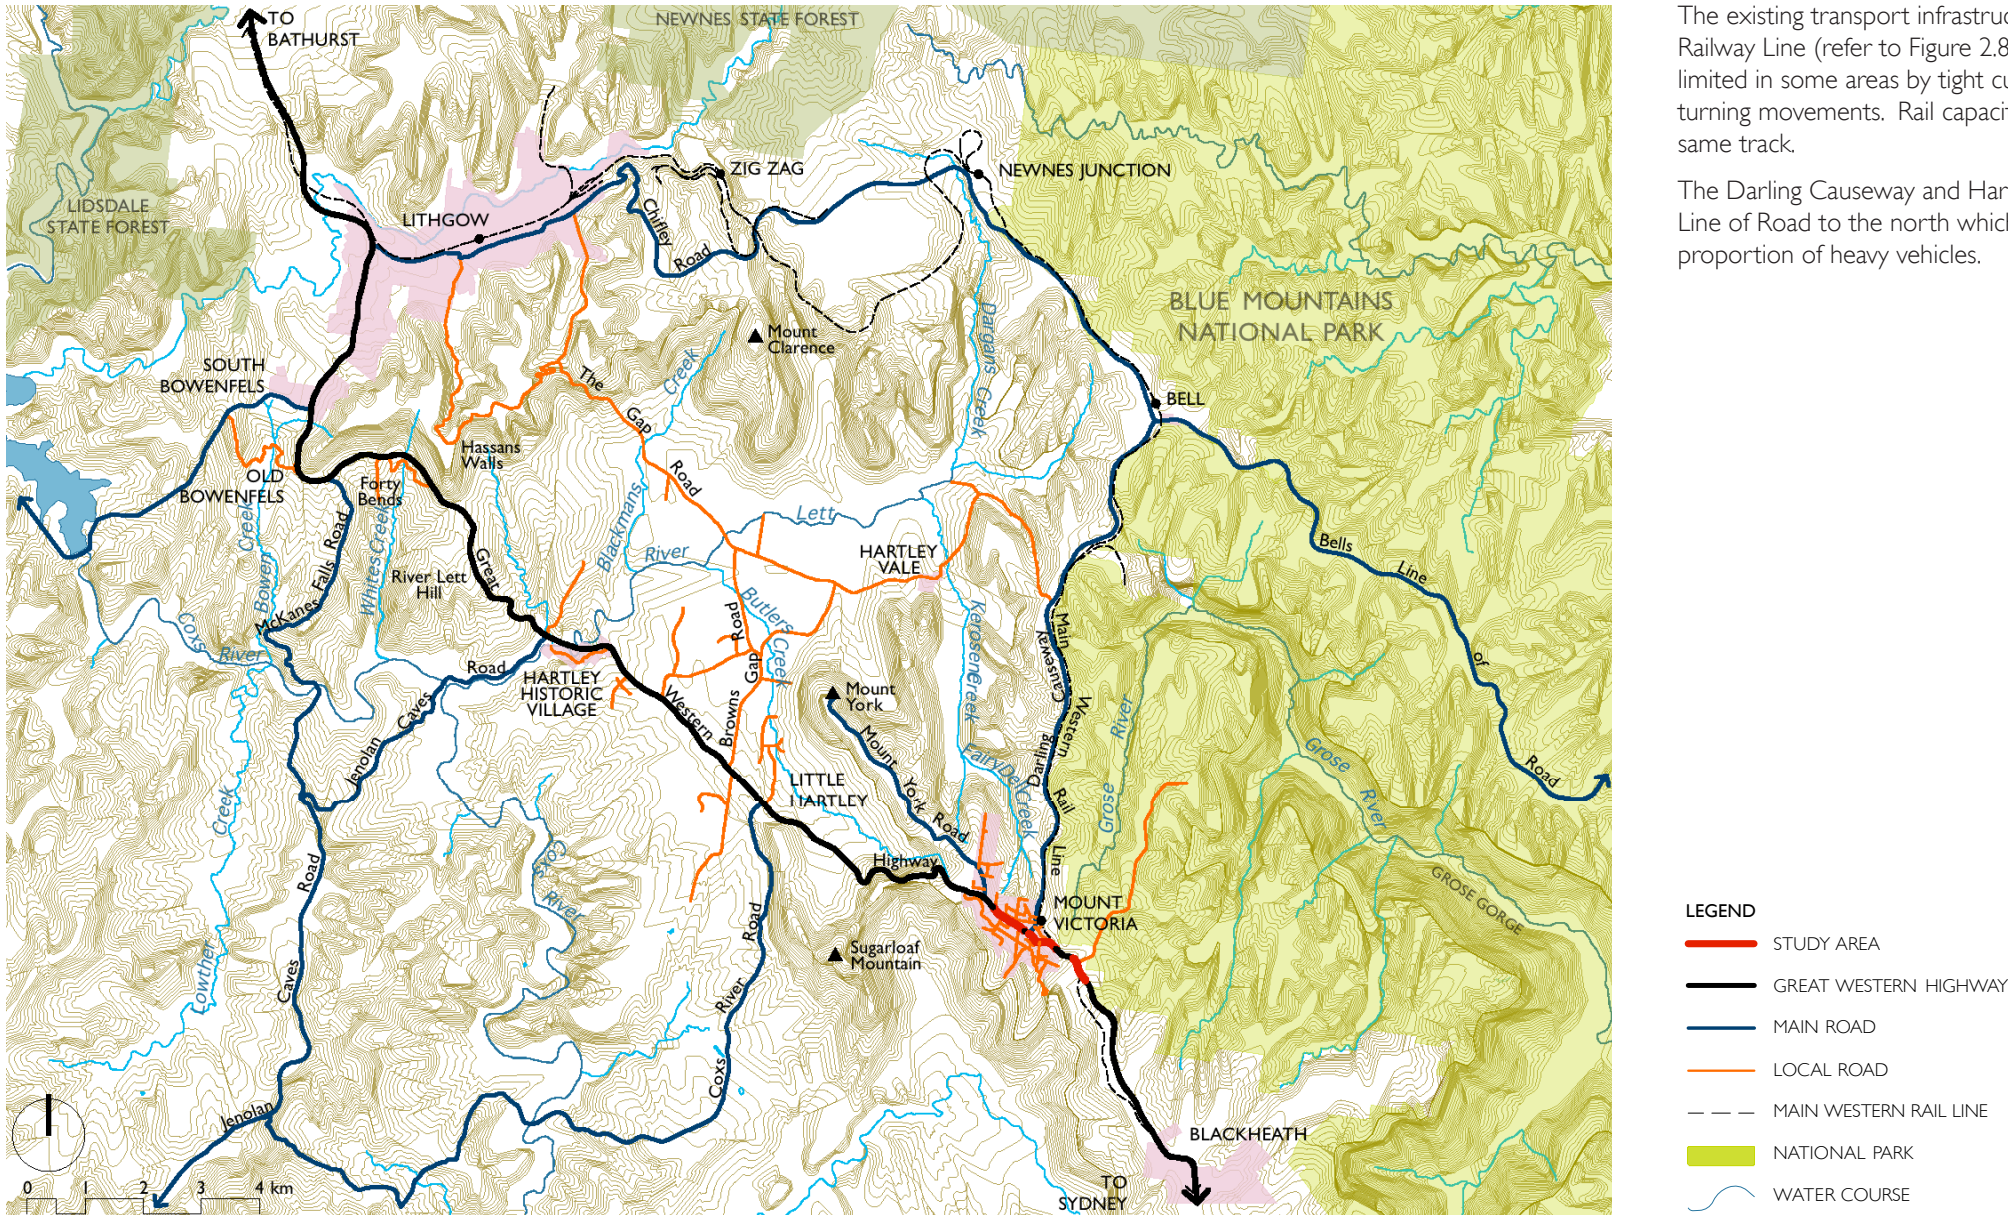 TO
BATHURST
NEWNES STATE FOREST
ZIG ZAG
NEWNES JUNCTION
LIDSDALE
STATE FOREST
LITHGOW
Chifley
Road
BLUE MOUNTAINS
NATIONAL PARK
Mount
Clarence
Dargans
Creek
SOUTH
BOWENFELS
The
Gap
Road
Creek
Blackmans
BELL
Hassans
Walls
OLD
BOWENFELS
Forty
Bends
Creek
Bowen
Whites Creek
McKanes
Falls
Road
River Lett
Hill
Great
Lett
River
HARTLEY
VALE
Bells
Line
of
Road
Coxs
River
Butlers
Creek
Road
Gap
Browns
Kerosene
Creek
Main
Western
Rail
Line
Causeway
Darling
Grose
River
Jenolan
Caves
Road
HARTLEY
HISTORIC
VILLAGE
Western
Mount
York
Mount
York
Road
Fairy Dell Creek
Grose
River
LITTLE
HARTLEY
Creek
Lowther
Coxs
River
Highway
GROSE GORGE
MOUNT
VICTORIA
Road
Caves
Jenolan
Sugarloaf
Mountain
Road
River
Coxs
BLACKHEATH
TO
SYDNEY
0 1 2 3 4 km
The existing transport infrastruc
Railway Line (refer to Figure 2.8
limited in some areas by tight cu
turning movements. Rail capacit
same track.
The Darling Causeway and Har
Line of Road to the north which
proportion of heavy vehicles.
LEGEND
STUDY AREA
GREAT WESTERN HIGHWAY
MAIN ROAD
LOCAL ROAD
MAIN WESTERN RAIL LINE
NATIONAL PARK
WATER COURSE